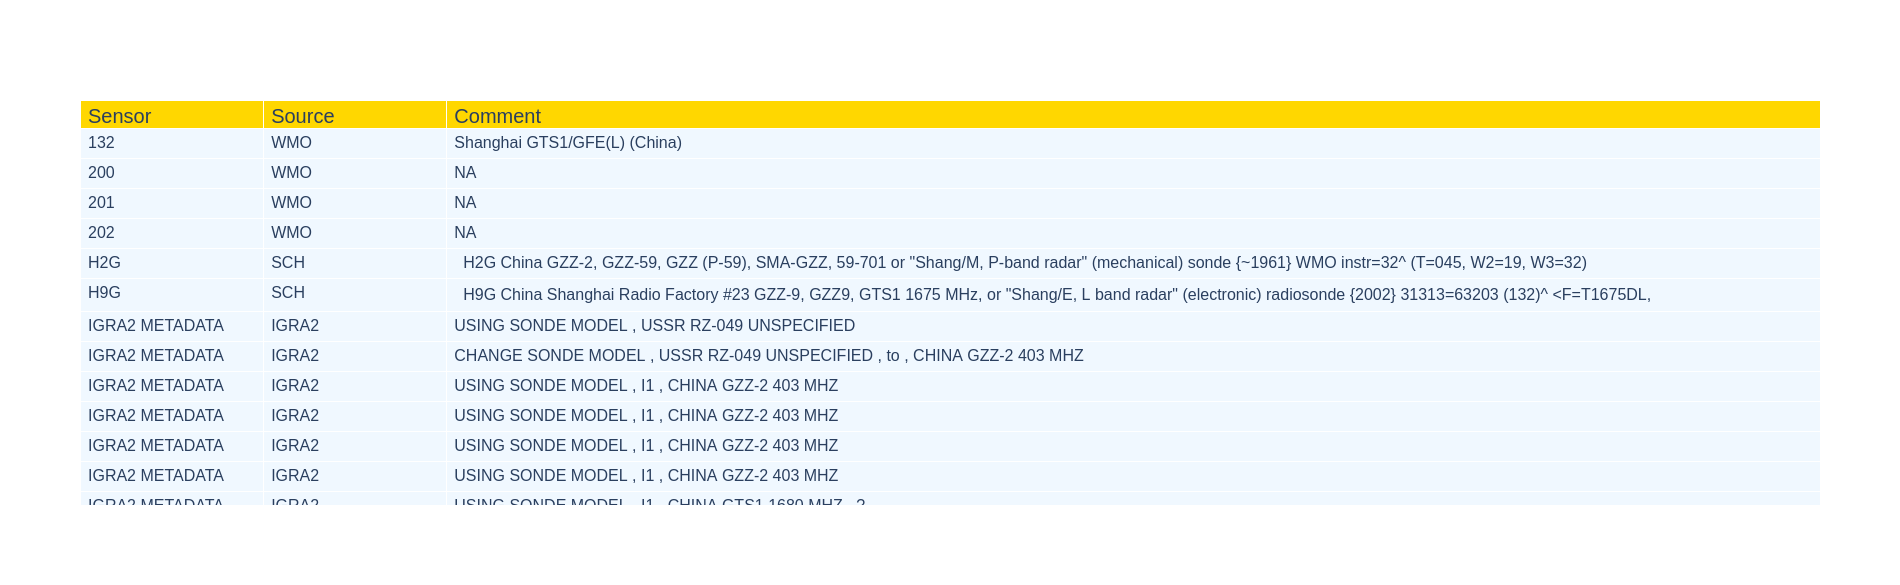 Sensor Source Comment
132 WMO Shanghai GTS1/GFE(L) (China)
200 WMO NA
201 WMO NA
202 WMO NA
H2G SCH H2G China GZZ-2, GZZ-59, GZZ (P-59), SMA-GZZ, 59-701 or "Shang/M, P-band radar" (mechanical) sonde {~1961} WMO instr=32^ (T=045, W2=19, W3=32)
H9G SCH H9G China Shanghai Radio Factory #23 GZZ-9, GZZ9, GTS1 1675 MHz, or "Shang/E, L band radar" (electronic) radiosonde {2002} 31313=63203 (132)^ <F=T1675DL,
IGRA2 METADATA IGRA2 USING SONDE MODEL , USSR RZ-049 UNSPECIFIED
IGRA2 METADATA IGRA2 CHANGE SONDE MODEL , USSR RZ-049 UNSPECIFIED , to , CHINA GZZ-2 403 MHZ
IGRA2 METADATA IGRA2 USING SONDE MODEL , I1 , CHINA GZZ-2 403 MHZ
IGRA2 METADATA IGRA2 USING SONDE MODEL , I1 , CHINA GZZ-2 403 MHZ
IGRA2 METADATA IGRA2 USING SONDE MODEL , I1 , CHINA GZZ-2 403 MHZ
IGRA2 METADATA IGRA2 USING SONDE MODEL , I1 , CHINA GZZ-2 403 MHZ
IGRA2 METADATA IGRA2 USING SONDE MODEL , I1 , CHINA GTS1 1680 MHZ , ?